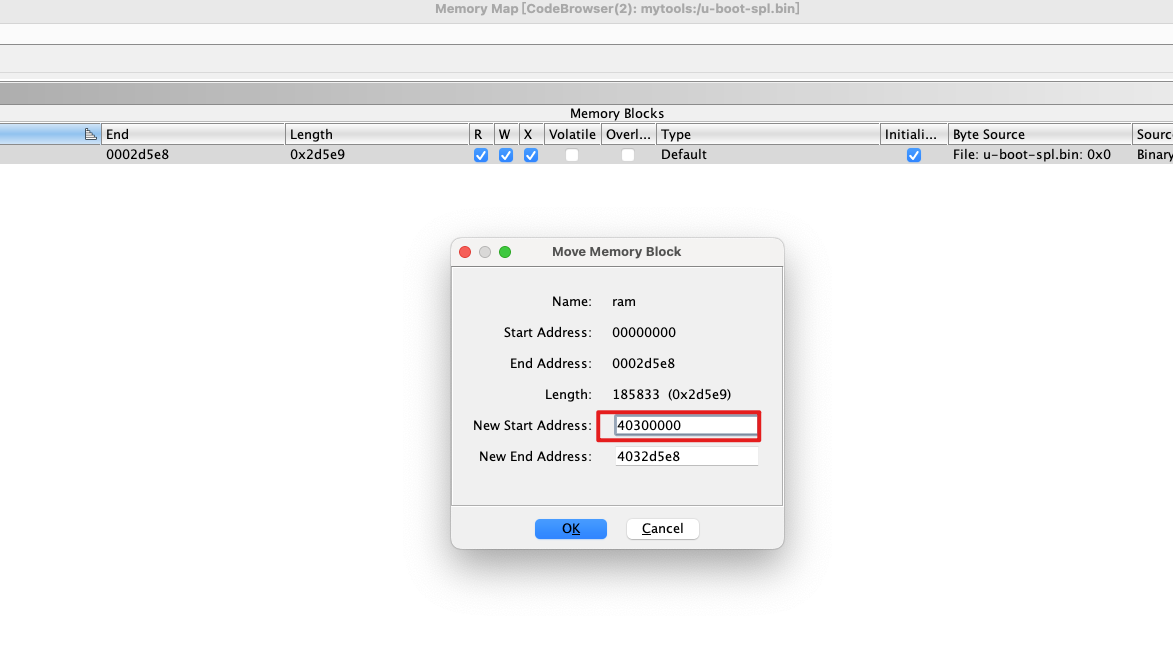 Memory Map [CodeBrowser(2): mytools:/u-boot-spl.bin]
Memory Blocks
End Length R W X Volatile Overl... Type Initiali... Byte Source Sourc
0002d5e8 0x2d5e9 Default File: u-boot-spl.bin: 0x0 Binary
Move Memory Block
Name: ram
Start Address: 00000000
End Address: 0002d5e8
Length: 185833 (0x2d5e9)
New Start Address: 40300000
New End Address: 4032d5e8
OK Cancel